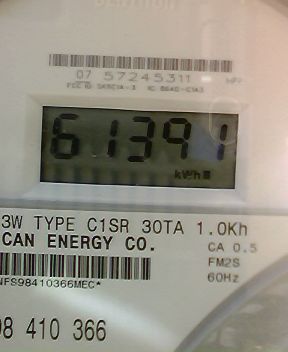 07 57245311
61391
kWh
3W TYPE C1SR 30TA 1.0Kh
CAN ENERGY CO.
CA 0.5
FM2S
60Hz
NFS98410366MEC*
98 410 366